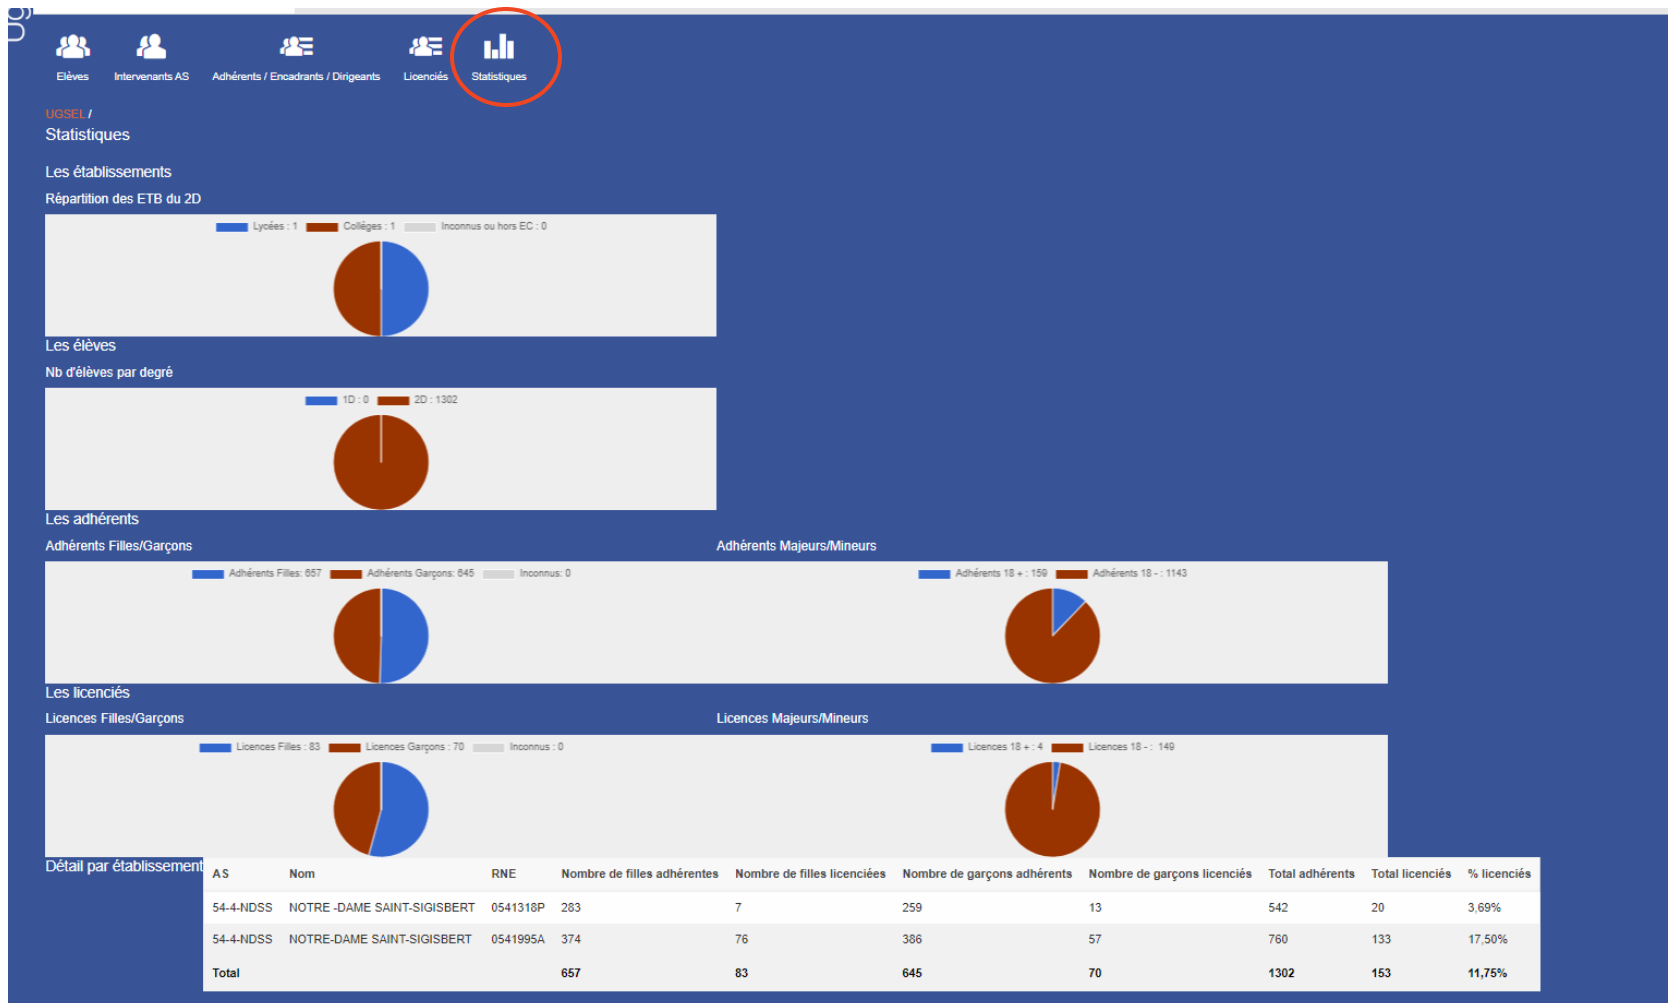 ug
Elèves Intervenants AS Adhérents / Encadrants / Dirigeants Licenciés Statistiques
UGSEL /
Statistiques
Les établissements
Répartition des ETB du 2D
Lycées : 1 Collèges : 1 Inconnus ou hors EC : 0
Les élèves
Nb d'élèves par degré
1D : 0 2D : 1302
Les adhérents
Adhérents Filles/Garçons Adhérents Majeurs/Mineurs
Adhérents Filles: 657 Adhérents Garçons: 645 Inconnus: 0 Adhérents 18 + : 159 Adhérents 18 - : 1143
Les licenciés
Licences Filles/Garçons Licences Majeurs/Mineurs
Licences Filles : 83 Licences Garçons : 70 Inconnus : 0 Licences 18 + : 4 Licences 18 - : 149
Détail par établissement
AS Nom RNE Nombre de filles adhérentes Nombre de filles licenciées Nombre de garçons adhérents Nombre de garçons licenciés Total adhérents Total licenciés % licenciés
54-4-NDSS NOTRE -DAME SAINT-SIGISBERT 0541318P 283 7 259 13 542 20 3,69%
54-4-NDSS NOTRE-DAME SAINT-SIGISBERT 0541995A 374 76 386 57 760 133 17,50%
Total 657 83 645 70 1302 153 11,75%